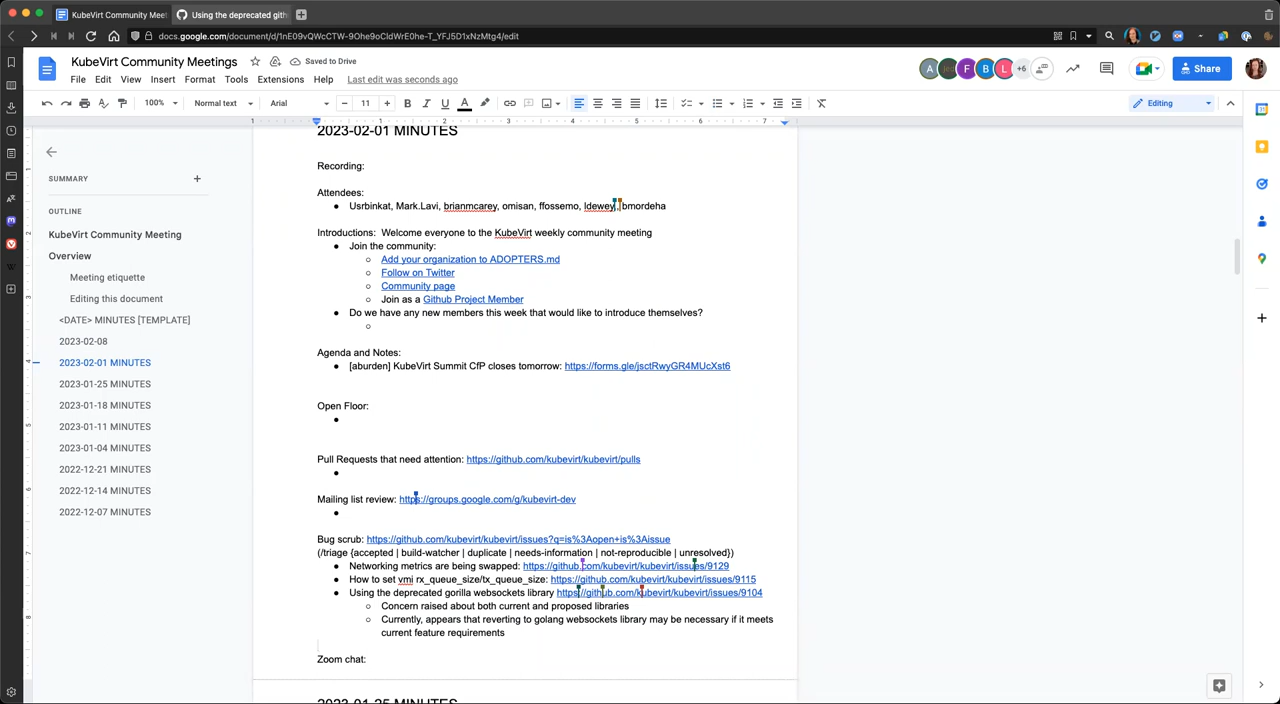 KubeVirt Community Meet
Using the deprecated gith
docs.google.com/document/d/1nE09vQWcCTW-9Ohe9oCldWrE0he-T_YFJ5D1xNzMtg4/edit
KubeVirt Community Meetings
Saved to Drive
File Edit View Insert Format Tools Extensions Help Last edit was seconds ago
A F B L +6
Share
100% Normal text Arial 11 B I U A
Editing
1 1 2 3 4 5 6 7
SUMMARY
OUTLINE
KubeVirt Community Meeting
Overview
Meeting etiquette
Editing this document
<DATE> MINUTES [TEMPLATE]
2023-02-08
2023-02-01 MINUTES
2023-01-25 MINUTES
2023-01-18 MINUTES
2023-01-11 MINUTES
2023-01-04 MINUTES
2022-12-21 MINUTES
2022-12-14 MINUTES
2022-12-07 MINUTES
2023-02-01 MINUTES
Recording:
Attendees:
● Usrbinkat, Mark.Lavi, brianmcarey, omisan, ffossemo, ldewey, bmordeha
Introductions: Welcome everyone to the KubeVirt weekly community meeting
● Join the community:
○ Add your organization to ADOPTERS.md
○ Follow on Twitter
○ Community page
○ Join as a Github Project Member
● Do we have any new members this week that would like to introduce themselves?
○
Agenda and Notes:
● [aburden] KubeVirt Summit CfP closes tomorrow: https://forms.gle/jsctRwyGR4MUcXst6
Open Floor:
●
Pull Requests that need attention: https://github.com/kubevirt/kubevirt/pulls
●
Mailing list review: https://groups.google.com/g/kubevirt-dev
●
Bug scrub: https://github.com/kubevirt/kubevirt/issues?q=is%3Aopen+is%3Aissue
(/triage {accepted | build-watcher | duplicate | needs-information | not-reproducible | unresolved})
● Networking metrics are being swapped: https://github.com/kubevirt/kubevirt/issues/9129
● How to set vmi rx_queue_size/tx_queue_size: https://github.com/kubevirt/kubevirt/issues/9115
● Using the deprecated gorilla websockets library https://github.com/kubevirt/kubevirt/issues/9104
○ Concern raised about both current and proposed libraries
○ Currently, appears that reverting to golang websockets library may be necessary if it meets
current feature requirements
Zoom chat:
2023-01-25 MINUTES